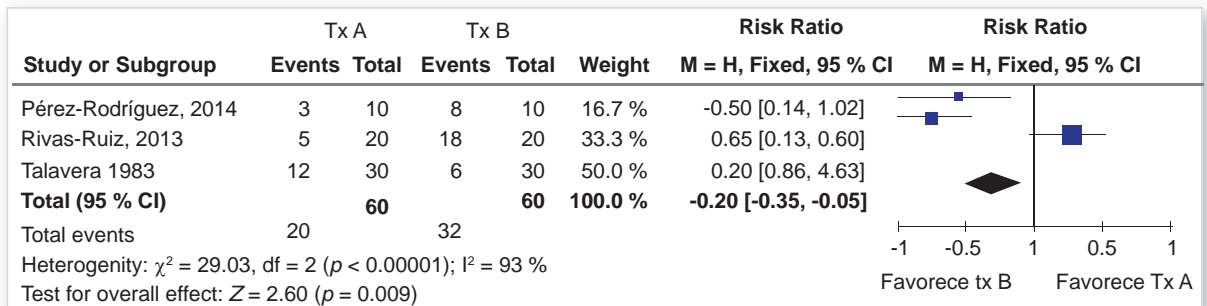 Tx A Tx B Risk Ratio Risk Ratio
Study or Subgroup Events Total Events Total Weight M = H, Fixed, 95 % CI M = H, Fixed, 95 % CI
Pérez-Rodríguez, 2014 3 10 8 10 16.7 % -0.50 [0.14, 1.02]
Rivas-Ruiz, 2013 5 20 18 20 33.3 % 0.65 [0.13, 0.60]
Talavera 1983 12 30 6 30 50.0 % 0.20 [0.86, 4.63]
Total (95 % CI) 60 60 100.0 % -0.20 [-0.35, -0.05]
Total events 20 32
-1 -0.5 1 0.5 1
Heterogenity: χ² = 29.03, df = 2 (p < 0.00001); I² = 93 %
Favorece tx B Favorece Tx A
Test for overall effect: Z = 2.60 (p = 0.009)